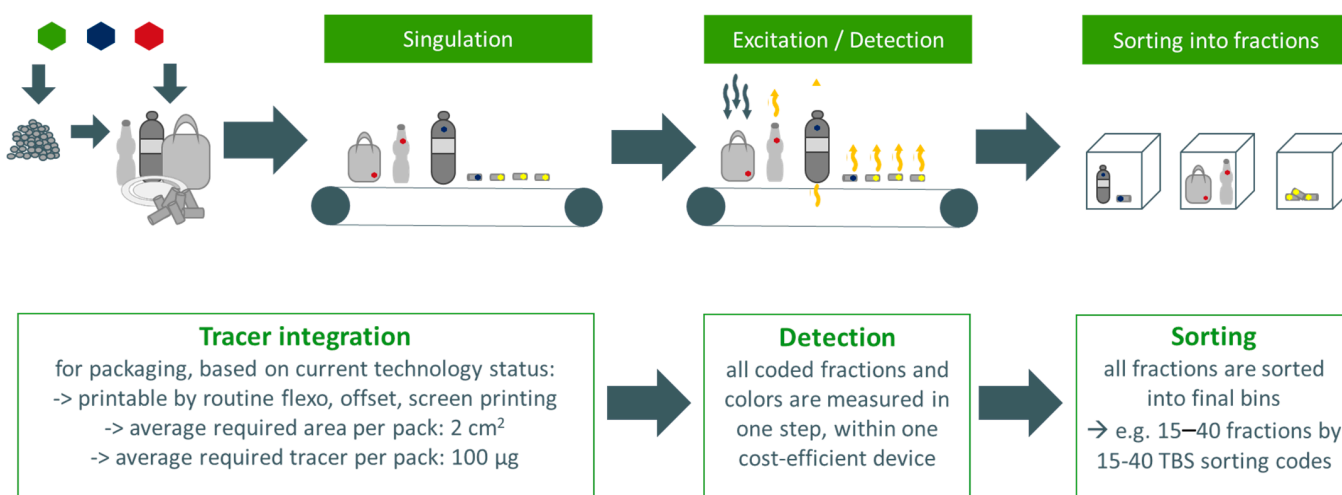 Singulation
Excitation / Detection
Sorting into fractions
Tracer integration
for packaging, based on current technology status:
-> printable by routine flexo, offset, screen printing
-> average required area per pack: 2 cm²
-> average required tracer per pack: 100 µg
Detection
all coded fractions and
colors are measured in
one step, within one
cost-efficient device
Sorting
all fractions are sorted
into final bins
→ e.g. 15–40 fractions by
15-40 TBS sorting codes